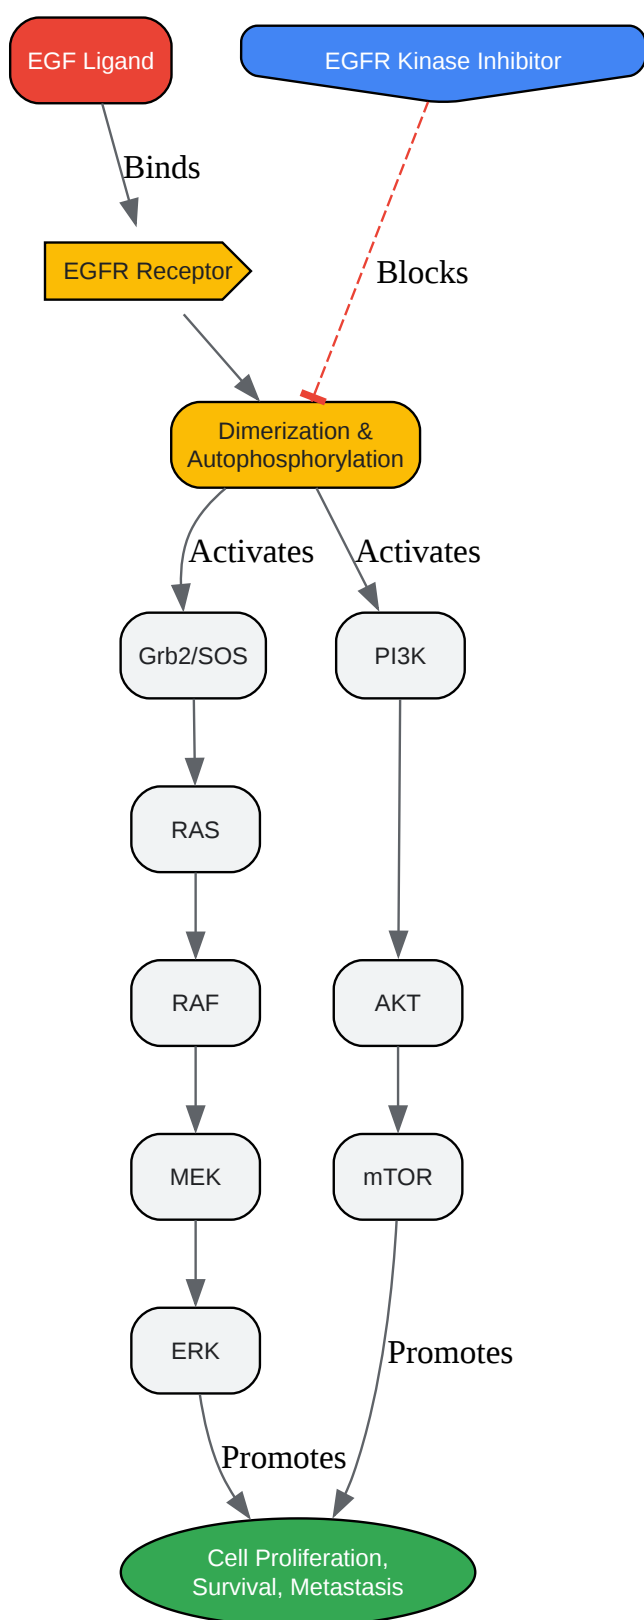 EGF Ligand
EGFR Kinase Inhibitor
Binds
EGFR Receptor
Blocks
Dimerization &
Autophosphorylation
Activates
Activates
Grb2/SOS
PI3K
RAS
RAF
AKT
MEK
mTOR
ERK
Promotes
Promotes
Cell Proliferation,
Survival, Metastasis